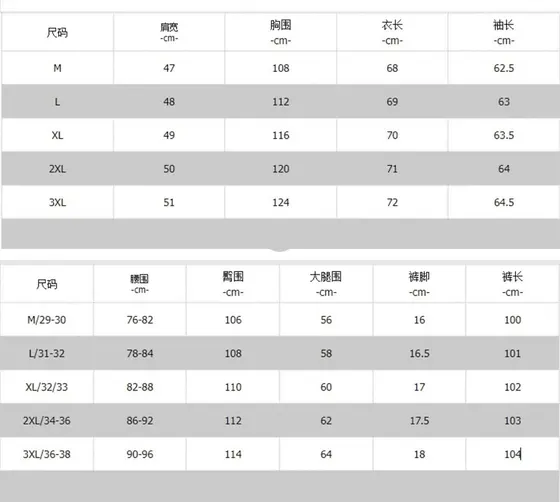 尺码 肩宽 -cm- 胸围 -cm- 衣长 -cm- 袖长 -cm-
M 47 108 68 62.5
L 48 112 69 63
XL 49 116 70 63.5
2XL 50 120 71 64
3XL 51 124 72 64.5
尺码 腰围 -cm- 臀围 -cm- 大腿围 -cm- 裤脚 -cm- 裤长 -cm-
M/29-30 76-82 106 56 16 100
L/31-32 78-84 108 58 16.5 101
XL/32/33 82-88 110 60 17 102
2XL/34-36 86-92 112 62 17.5 103
3XL/36-38 90-96 114 64 18 104